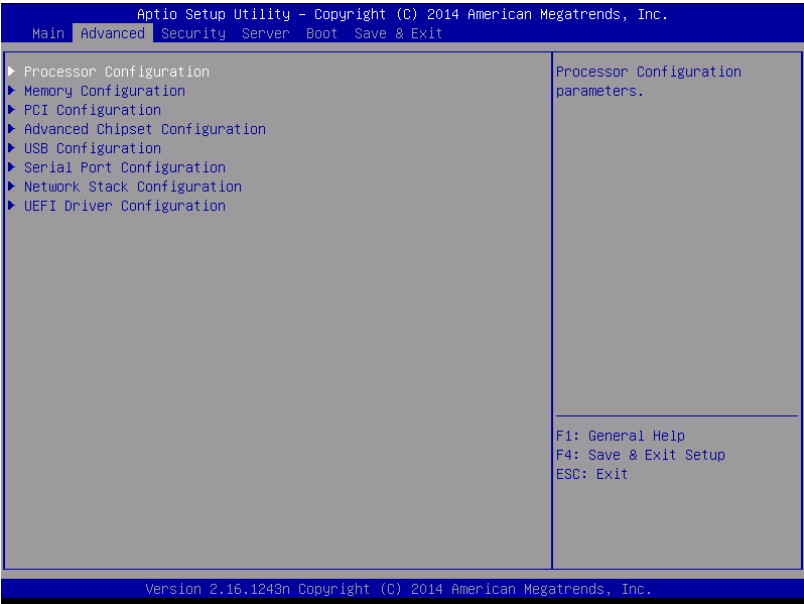 Aptio Setup Utility – Copyright (C) 2014 American Megatrends, Inc.
Main Advanced Security Server Boot Save & Exit
Processor Configuration
Memory Configuration
PCI Configuration
Advanced Chipset Configuration
USB Configuration
Serial Port Configuration
Network Stack Configuration
UEFI Driver Configuration
Processor Configuration
parameters.
F1: General Help
F4: Save & Exit Setup
ESC: Exit
Version 2.16.1243n Copyright (C) 2014 American Megatrends, Inc.